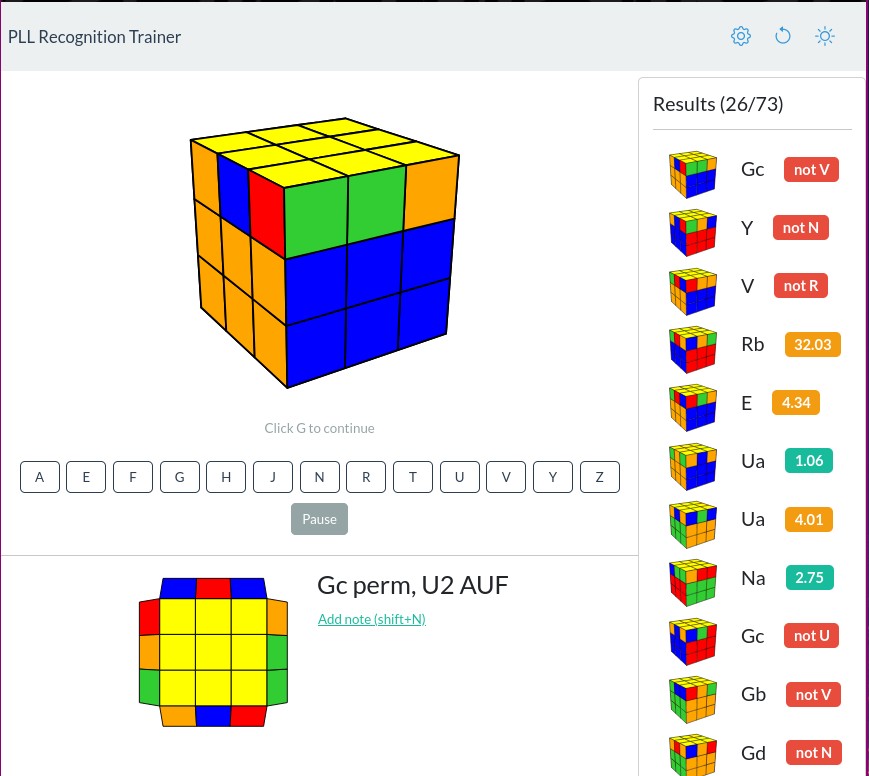 PLL Recognition Trainer
Click G to continue
A E F G H J N R T U V Y Z
Pause
Gc perm, U2 AUF
Add note (shift+N)
Results (26/73)
Gc not V
Y not N
V not R
Rb 32.03
E 4.34
Ua 1.06
Ua 4.01
Na 2.75
Gc not U
Gb not V
Gd not N